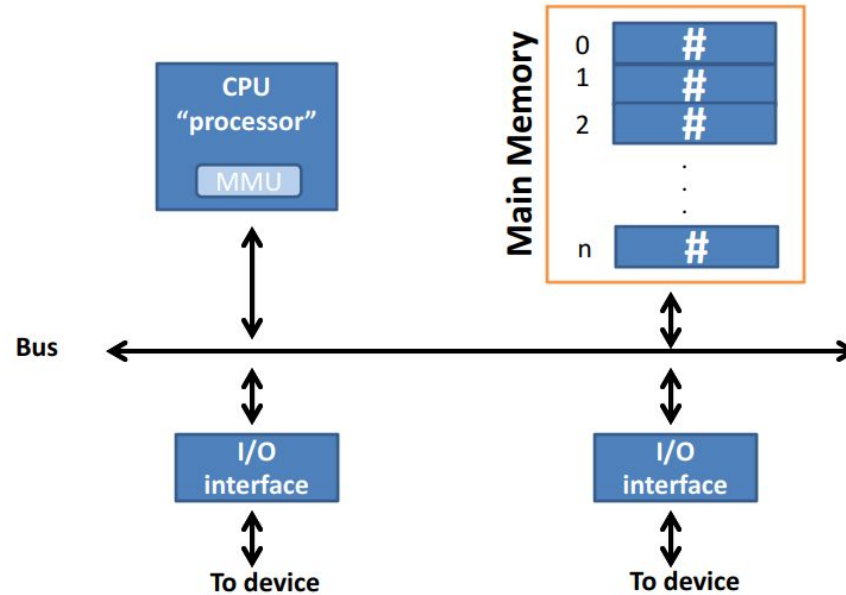 CPU
“processor”
MMU
Main Memory
0 #
1 #
2 #
.
.
.
n #
Bus
I/O
interface
I/O
interface
To device
To device